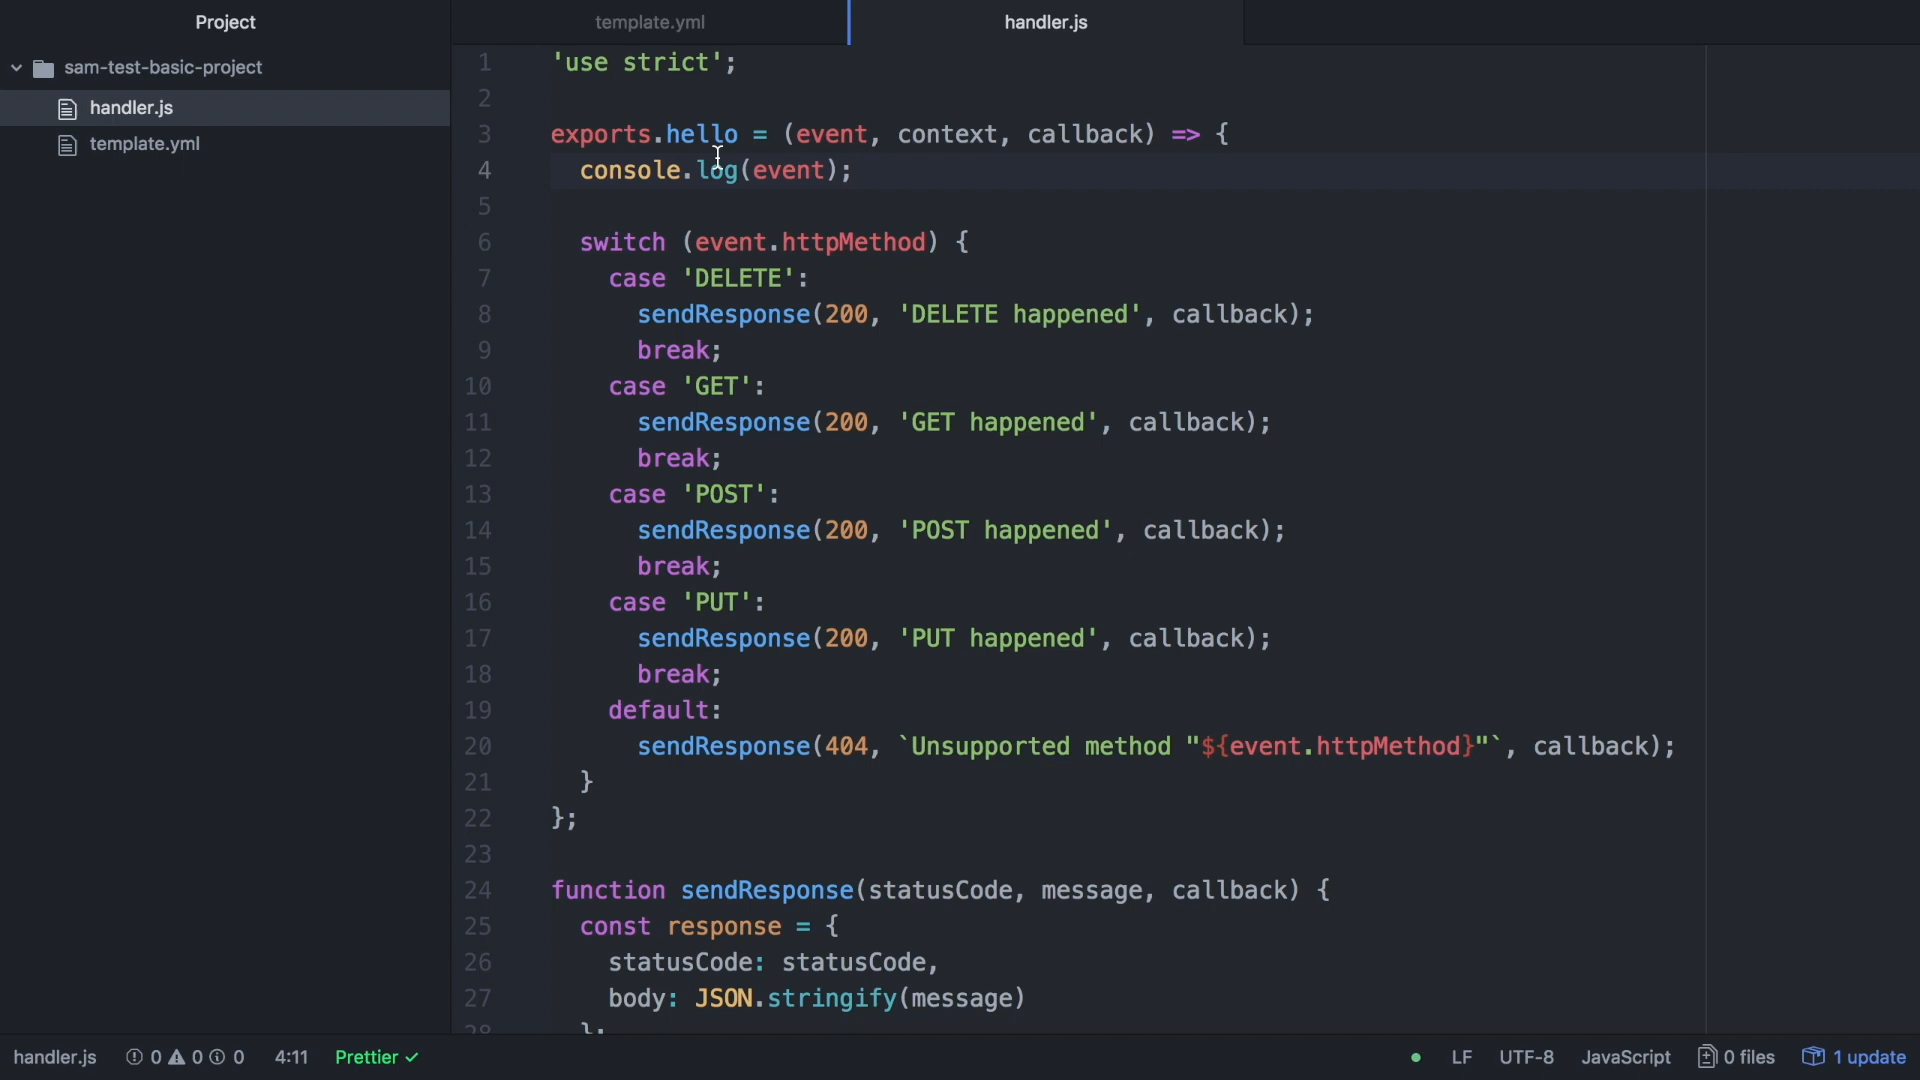 Project
template.yml
handler.js
sam-test-basic-project
handler.js
template.yml
1 'use strict';
2
3 exports.hello = (event, context, callback) => {
4   console.log(event);
5
6   switch (event.httpMethod) {
7     case 'DELETE':
8       sendResponse(200, 'DELETE happened', callback);
9       break;
10     case 'GET':
11       sendResponse(200, 'GET happened', callback);
12       break;
13     case 'POST':
14       sendResponse(200, 'POST happened', callback);
15       break;
16     case 'PUT':
17       sendResponse(200, 'PUT happened', callback);
18       break;
19     default:
20       sendResponse(404, `Unsupported method "${event.httpMethod}"`, callback);
21   }
22 };
23
24 function sendResponse(statusCode, message, callback) {
25   const response = {
26     statusCode: statusCode,
27     body: JSON.stringify(message)
28   };
handler.js 0 0 0 4:11 Prettier ✓ LF UTF-8 JavaScript 0 files 1 update